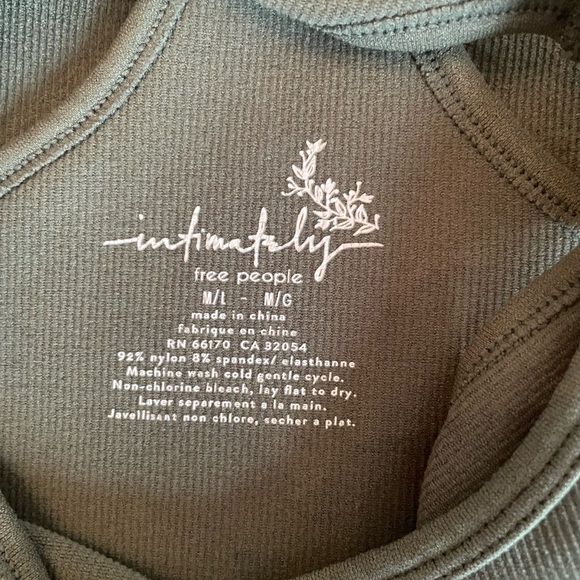 intimately
free people
M/L - M/G
made in china
fabrique en chine
RN 66170 CA 32054
92% nylon 8% spandex/ elasthanne
Machine wash cold gentle cycle.
Non-chlorine bleach, lay flat to dry.
Laver separement a la main.
Javellisant non chlore, secher a plat.